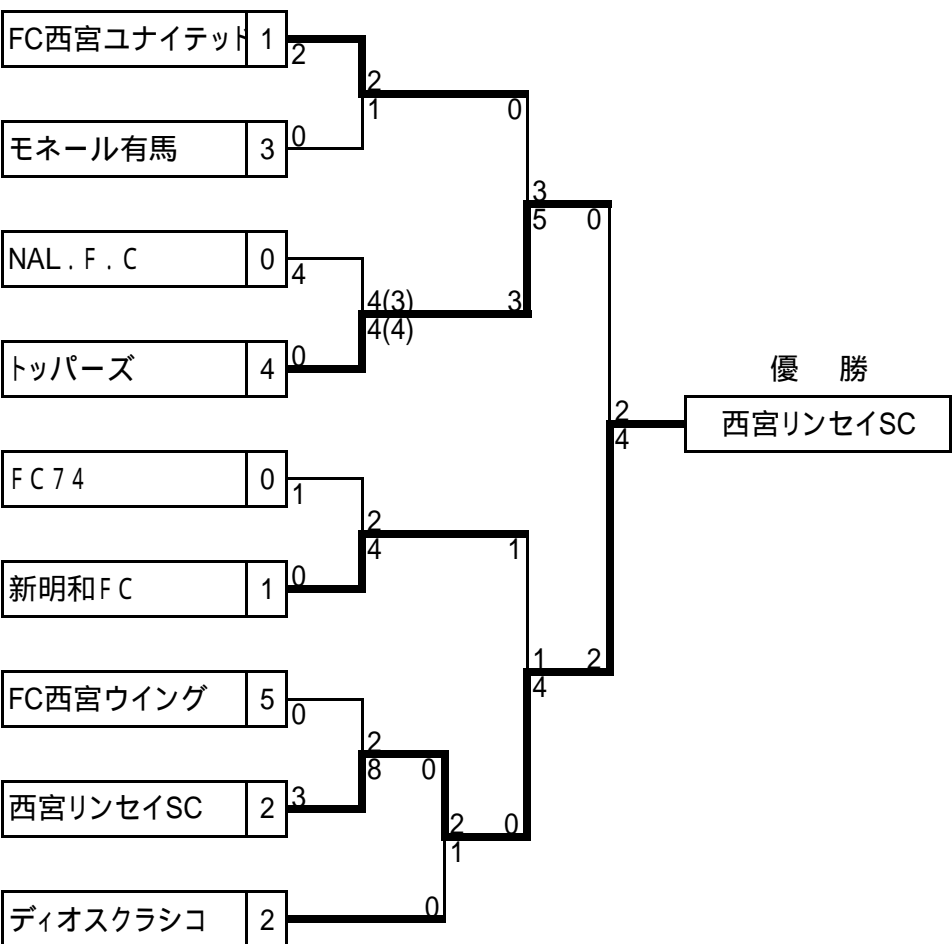 FC西宮ユナイテッド 1
2
2
1
0
モネール有馬 3
0
3
5
0
NAL．Ｆ．Ｃ 0
4
4(3)
4(4)
3
トッパーズ 4
0
優　勝
2
4
西宮リンセイSC
ＦＣ７４ 0
1
2
4
1
新明和ＦＣ 1
0
1
4
2
FC西宮ウイング 5
0
2
8
0
西宮リンセイSC 2
3
2
1
0
ディオスクラシコ 2
0